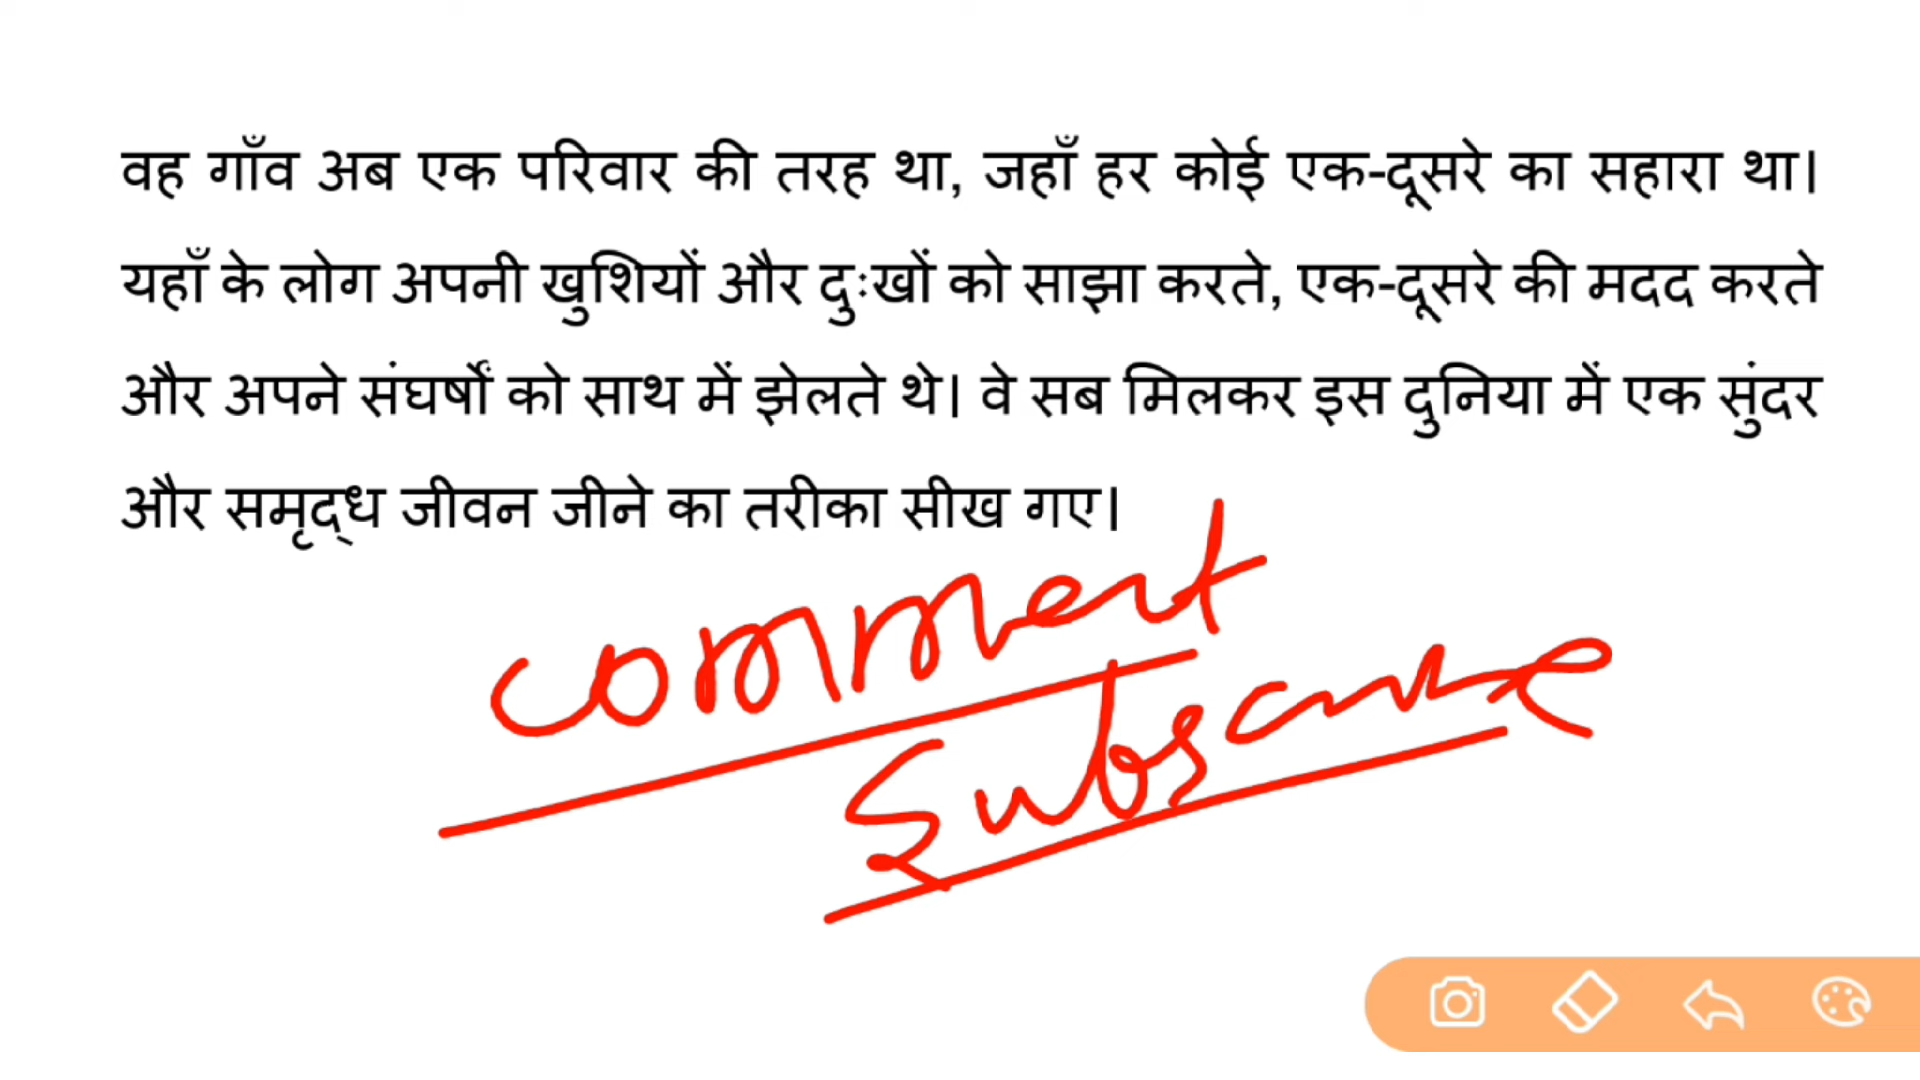 वह गाँव अब एक परिवार की तरह था, जहाँ हर कोई एक-दूसरे का सहारा था।
यहाँ के लोग अपनी खुशियों और दुःखों को साझा करते, एक-दूसरे की मदद करते
और अपने संघर्षों को साथ में झेलते थे। वे सब मिलकर इस दुनिया में एक सुंदर
और समृद्ध जीवन जीने का तरीका सीख गए।
comment
Subscribe